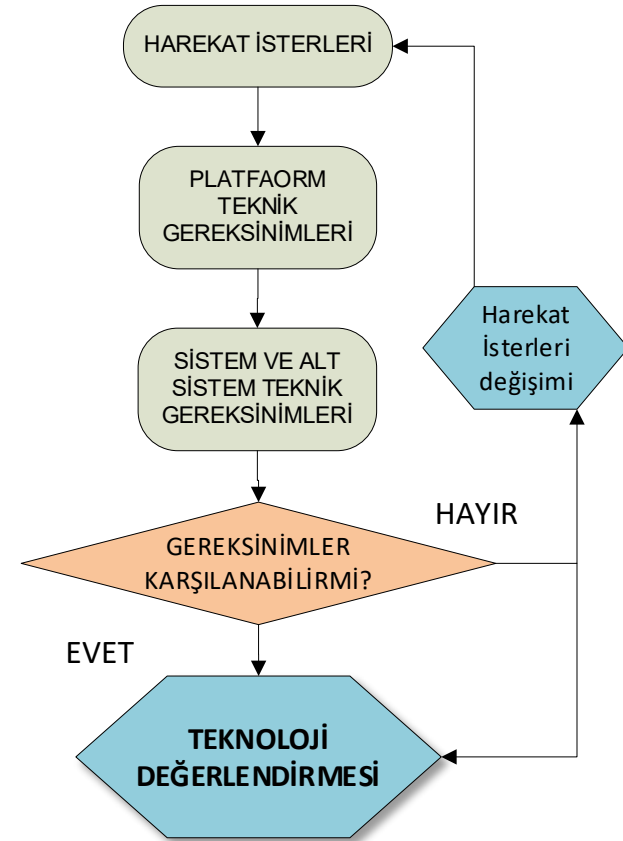 HAREKAT İSTERLERİ
PLATFAORM
TEKNİK
GEREKSİNİMLERİ
Harekat
İsterleri
değişimi
SİSTEM VE ALT
SİSTEM TEKNİK
GEREKSİNİMLERİ
HAYIR
GEREKSİNİMLER
KARŞILANABİLİRMİ?
EVET
TEKNOLOJİ
DEĞERLENDİRMESİ